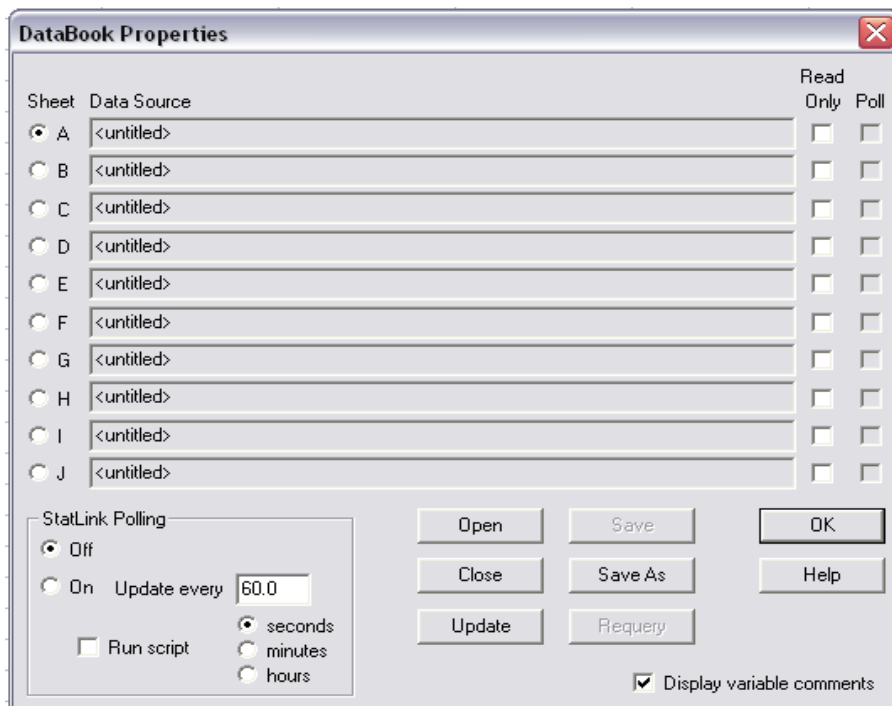 DataBook Properties
Read
Sheet Data Source Only Poll
A <untitled>
B <untitled>
C <untitled>
D <untitled>
E <untitled>
F <untitled>
G <untitled>
H <untitled>
I <untitled>
J <untitled>
StatLink Polling
Off
On Update every 60.0
seconds
Run script
minutes
hours
Open Save OK
Close Save As Help
Update Requery
Display variable comments